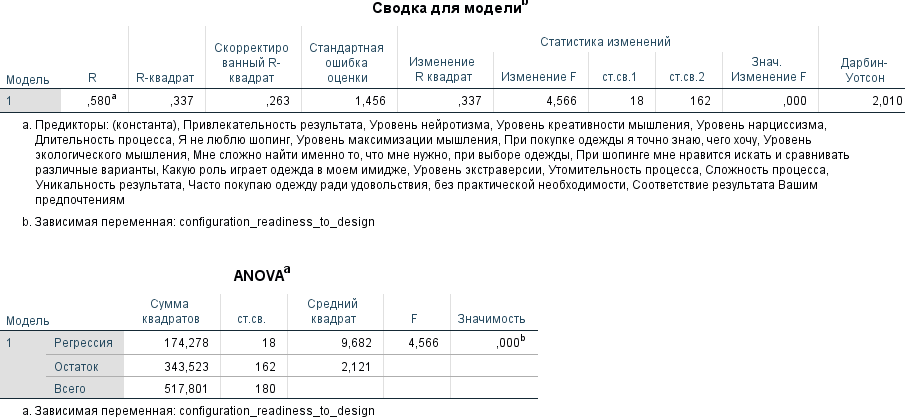 Сводка для модели b
Статистика изменений
Модель R R-квадрат Скорректиро ванный R-квадрат Стандартная ошибка оценки Изменение R квадрат Изменение F ст.св.1 ст.св.2 Знач. Изменение F Дарбин-Уотсон
1 ,580a ,337 ,263 1,456 ,337 4,566 18 162 ,000 2,010
a. Предикторы: (константа), Привлекательность результата, Уровень нейротизма, Уровень креативности мышления, Уровень нарциссизма,
Длительность процесса, Я не люблю шопинг, Уровень максимизации мышления, При покупке одежды я точно знаю, чего хочу, Уровень
экологического мышления, Мне сложно найти именно то, что мне нужно, при выборе одежды, При шопинге мне нравится искать и сравнивать
различные варианты, Какую роль играет одежда в моем имидже, Уровень экстраверсии, Утомительность процесса, Сложность процесса,
Уникальность результата, Часто покупаю одежду ради удовольствия, без практической необходимости, Соответствие результата Вашим
предпочтениям
b. Зависимая переменная: configuration_readiness_to_design
ANOVAa
Модель Сумма квадратов ст.св. Средний квадрат F Значимость
1 Регрессия 174,278 18 9,682 4,566 ,000b
Остаток 343,523 162 2,121
Всего 517,801 180
a. Зависимая переменная: configuration_readiness_to_design